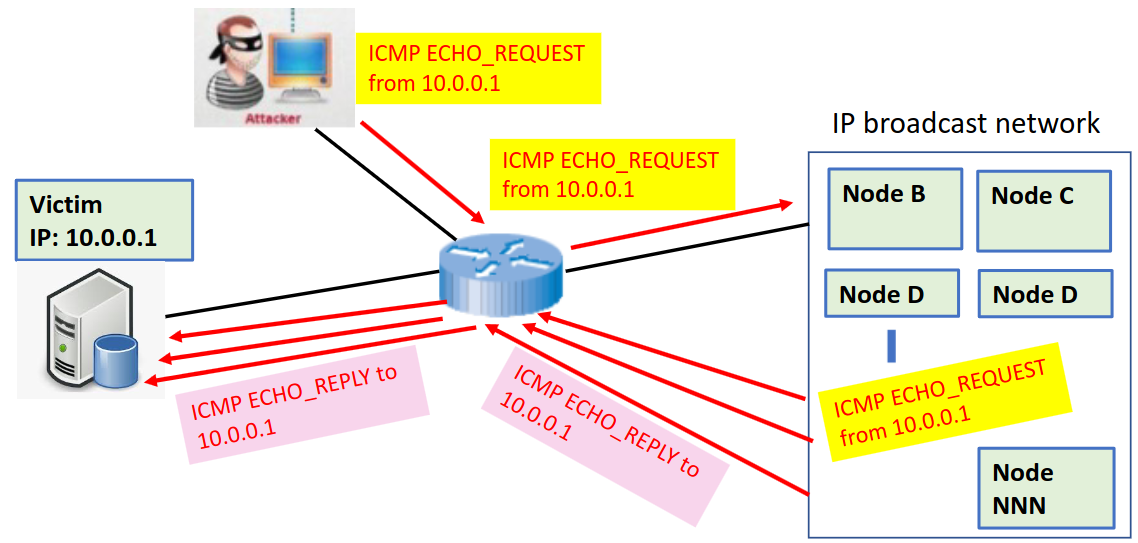 ICMP ECHO_REQUEST
from 10.0.0.1
Attacker
IP broadcast network
ICMP ECHO_REQUEST
from 10.0.0.1
Victim
IP: 10.0.0.1
Node B
Node C
Node D
Node D
ICMP ECHO_REQUEST
from 10.0.0.1
ICMP ECHO_REPLY to
10.0.0.1
ICMP ECHO_REPLY to
10.0.0.1
Node
NNN